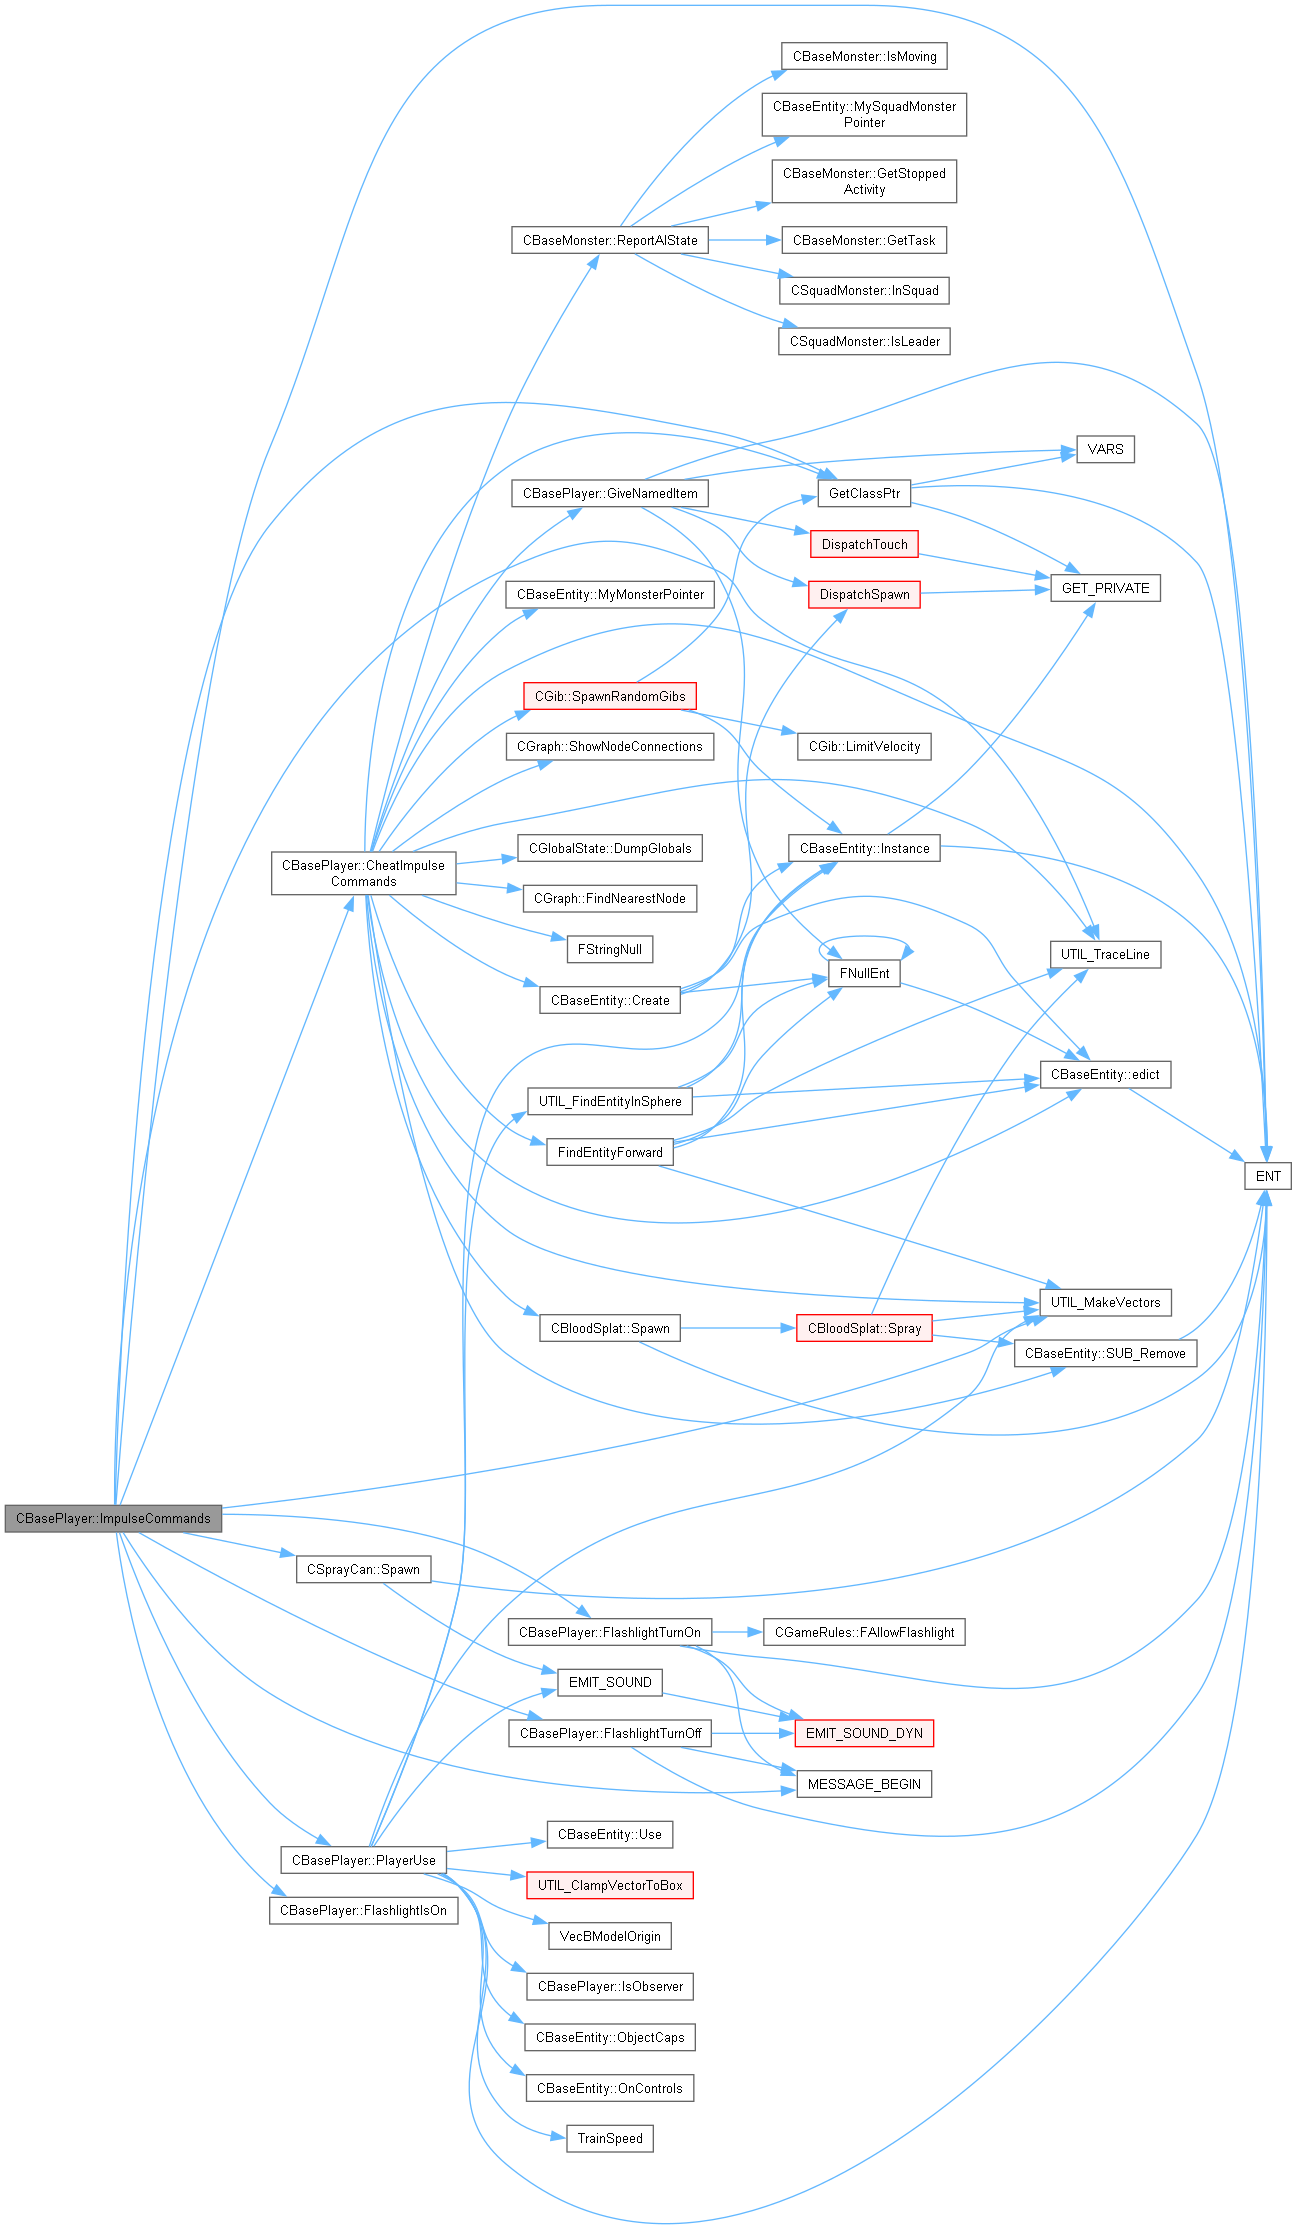 CBaseMonster::IsMoving
CBaseEntity::MySquadMonster
Pointer
CBaseMonster::GetStopped
Activity
CBaseMonster::ReportAIState
CBaseMonster::GetTask
CSquadMonster::InSquad
CSquadMonster::IsLeader
VARS
CBasePlayer::GiveNamedItem
GetClassPtr
DispatchTouch
GET_PRIVATE
CBaseEntity::MyMonsterPointer
DispatchSpawn
CGib::SpawnRandomGibs
CGraph::ShowNodeConnections
CGib::LimitVelocity
CBasePlayer::CheatImpulse
Commands
CGlobalState::DumpGlobals
CBaseEntity::Instance
CGraph::FindNearestNode
FStringNull
UTIL_TraceLine
FNullEnt
CBaseEntity::Create
CBaseEntity::edict
UTIL_FindEntityInSphere
FindEntityForward
ENT
UTIL_MakeVectors
CBloodSplat::Spawn
CBloodSplat::Spray
CBaseEntity::SUB_Remove
CBasePlayer::ImpulseCommands
CSprayCan::Spawn
CBasePlayer::FlashlightTurnOn
CGameRules::FAllowFlashlight
EMIT_SOUND
CBasePlayer::FlashlightTurnOff
EMIT_SOUND_DYN
MESSAGE_BEGIN
CBaseEntity::Use
CBasePlayer::PlayerUse
UTIL_ClampVectorToBox
CBasePlayer::FlashlightIsOn
VecBModelOrigin
CBasePlayer::IsObserver
CBaseEntity::ObjectCaps
CBaseEntity::OnControls
TrainSpeed